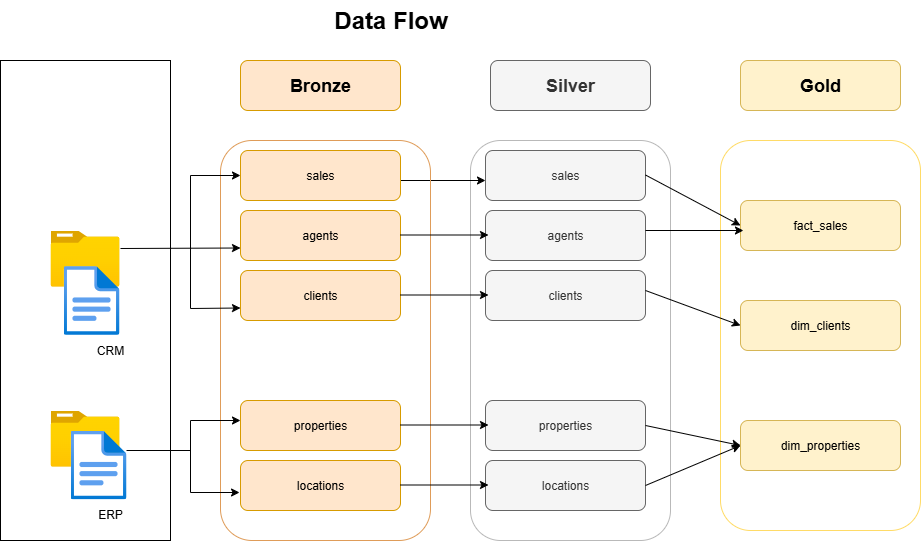 Data Flow
Bronze
Silver
Gold
sales
sales
agents
agents
fact_sales
clients
clients
dim_clients
CRM
properties
properties
dim_properties
locations
locations
ERP